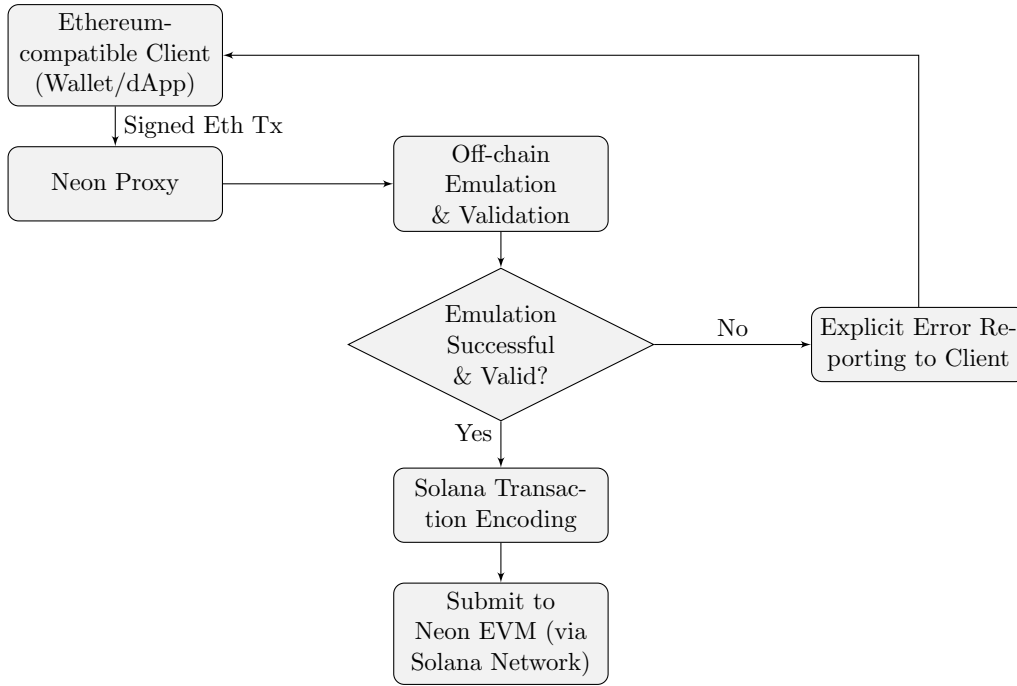 Ethereum-
compatible Client
(Wallet/dApp)
Signed Eth Tx
Neon Proxy
Off-chain
Emulation
& Validation
Emulation
Successful
& Valid?
No
Explicit Error Re-
porting to Client
Yes
Solana Transac-
tion Encoding
Submit to
Neon EVM (via
Solana Network)